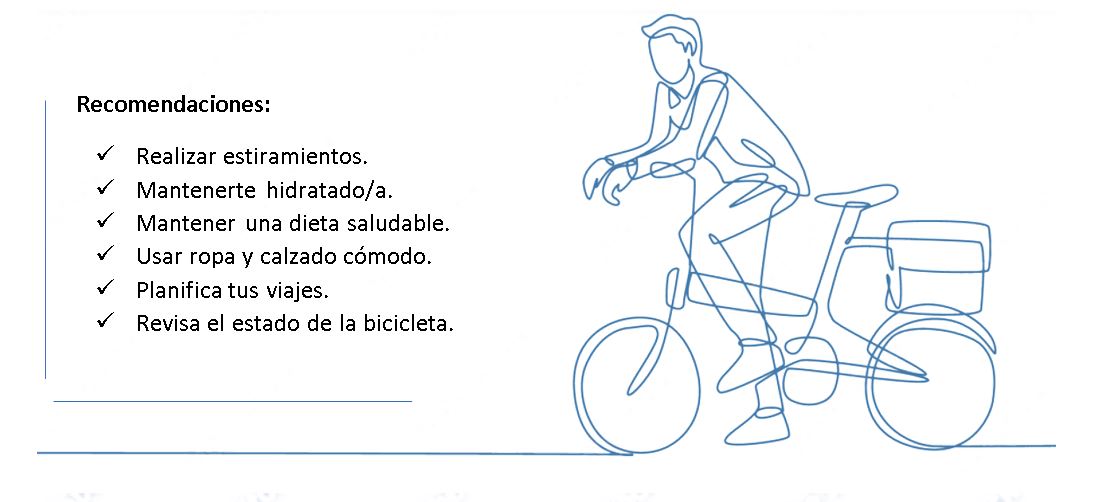 Recomendaciones:
✓ Realizar estiramientos.
✓ Mantenerte hidratado/a.
✓ Mantener una dieta saludable.
✓ Usar ropa y calzado cómodo.
✓ Planifica tus viajes.
✓ Revisa el estado de la bicicleta.